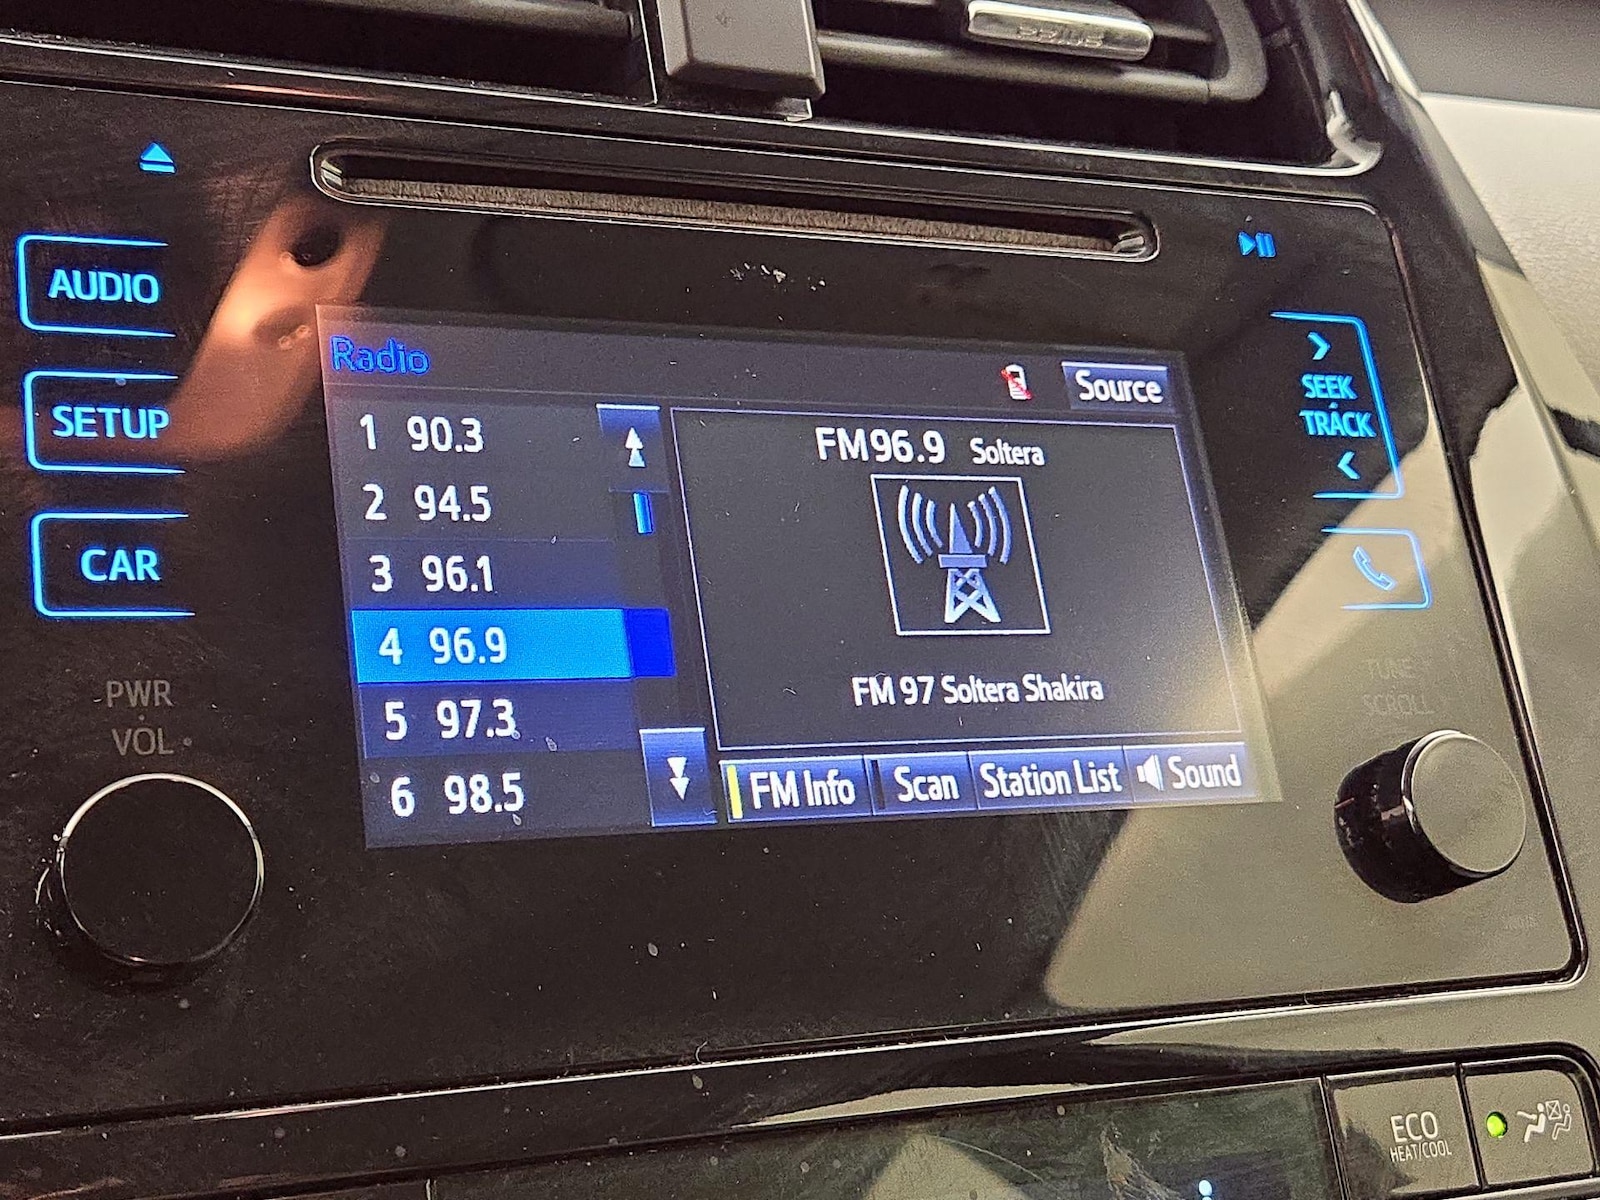 PRIUS
AUDIO
SETUP
CAR
PWR
VOL
Radio
Source
1 90.3
2 94.5
3 96.1
4 96.9
5 97.3
6 98.5
FM96.9 Soltera
FM 97 Soltera Shakira
FM Info
Scan
Station List
Sound
SEEK
TRACK
TUNE
SCROLL
ECO
HEAT/COOL